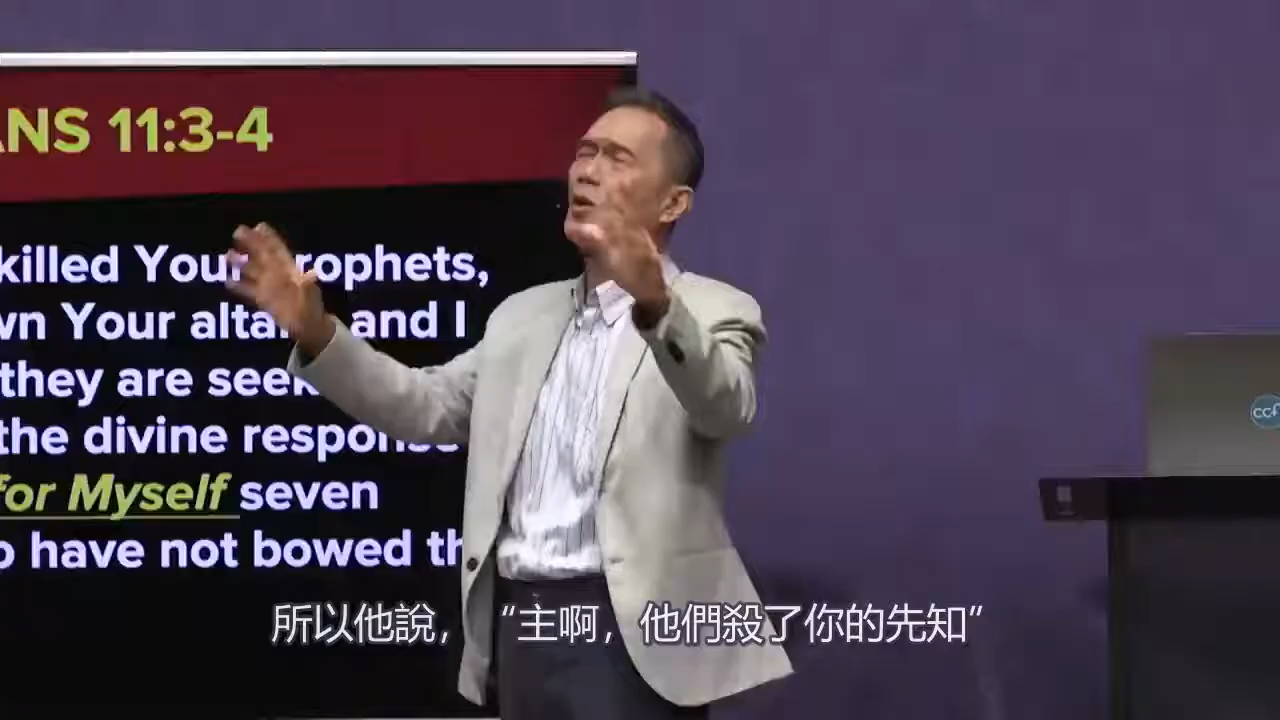 NS 11:3-4
killed Your rophets,
wn Your alta and I
they are seek
the divine respons
for Myself seven
have not bowed th
所以他說，“主啊，他們殺了你的先知”